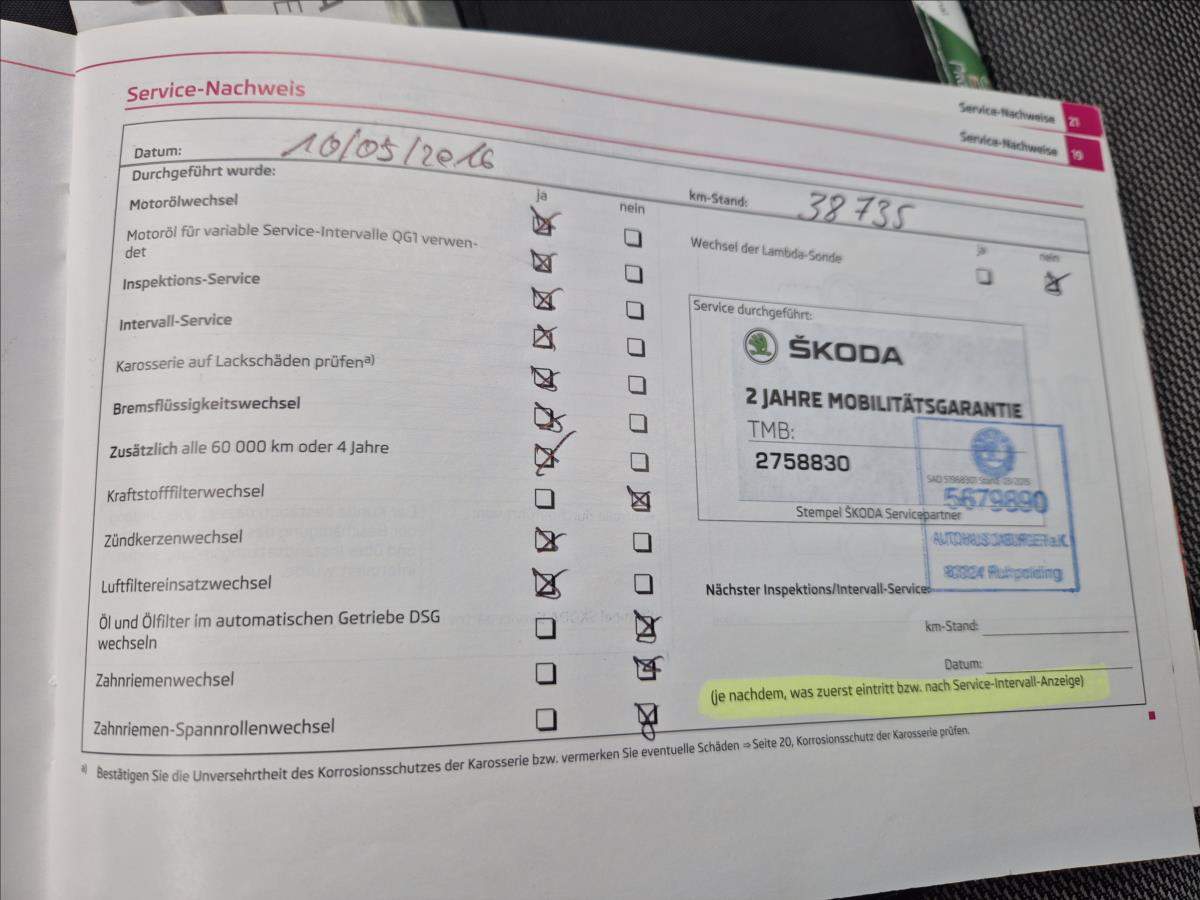 Service-Nachweis
Service-Nachweise 21
Service-Nachweise 19
Datum: 10/05/2016
km-Stand: 38 735
Durchgeführt wurde:
ja nein
Motorölwechsel
Motoröl für variable Service-Intervalle QG1 verwen-
det
Inspektions-Service
Intervall-Service
Karosserie auf Lackschäden prüfen a)
Bremsflüssigkeitswechsel
Zusätzlich alle 60 000 km oder 4 Jahre
Kraftstofffilterwechsel
Zündkerzenwechsel
Luftfiltereinsatzwechsel
Öl und Ölfilter im automatischen Getriebe DSG
wechseln
Zahnriemenwechsel
Zahnriemen-Spannrollenwechsel
ja nein
Wechsel der Lambda-Sonde
Service durchgeführt:
ŠKODA
2 JAHRE MOBILITÄTSGARANTIE
TMB:
2758830
5679890
Stempel ŠKODA Servicepartner
AUTOHAUS
83324 Ruhpolding
Nächster Inspektions/Intervall-Service:
km-Stand:
Datum:
(je nachdem, was zuerst eintritt bzw. nach Service-Intervall-Anzeige)
a) Bestätigen Sie die Unversehrtheit des Korrosionsschutzes der Karosserie bzw. vermerken Sie eventuelle Schäden ⇒ Seite 20, Korrosionsschutz der Karosserie prüfen.